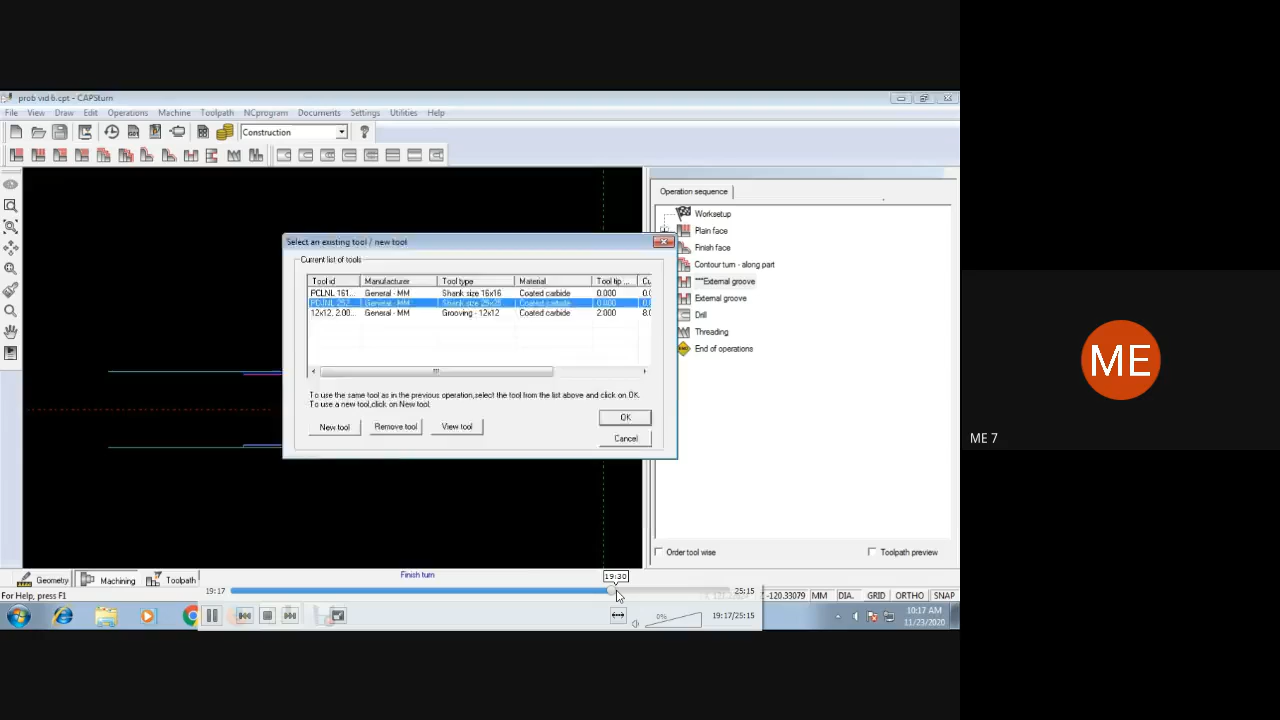 prob vid 6.cpt - CAPSturn
File View Draw Edit Operations Machine Toolpath NCprogram Documents Settings Utilities Help
Construction
Operation sequence
Worksetup
Plain face
Finish face
Contour turn - along part
***External groove
External groove
Drill
Threading
End of operations
Select an existing tool / new tool
Current list of tools
Tool id Manufacturer Tool type Material Tool tip ...
PCLNL 161... General - MM Shank size 16x16 Coated carbide 0.000
General - MM Shank size 25x25 Coated carbide 0.800
12x12, 2.00... General - MM Grooving - 12x12 Coated carbide 2.000 8.0
To use the same tool as in the previous operation,select the tool from the list above and click on OK.
To use a new tool,click on New tool.
New tool Remove tool View tool OK
Cancel
ME
ME 7
Order tool wise Toolpath preview
Geometry Machining Toolpath Finish turn
19:30
For Help, press F1 19:17 25:15 -120.33079 MM DIA. GRID ORTHO SNAP
0% 19:17/25:15 10:17 AM
11/23/2020